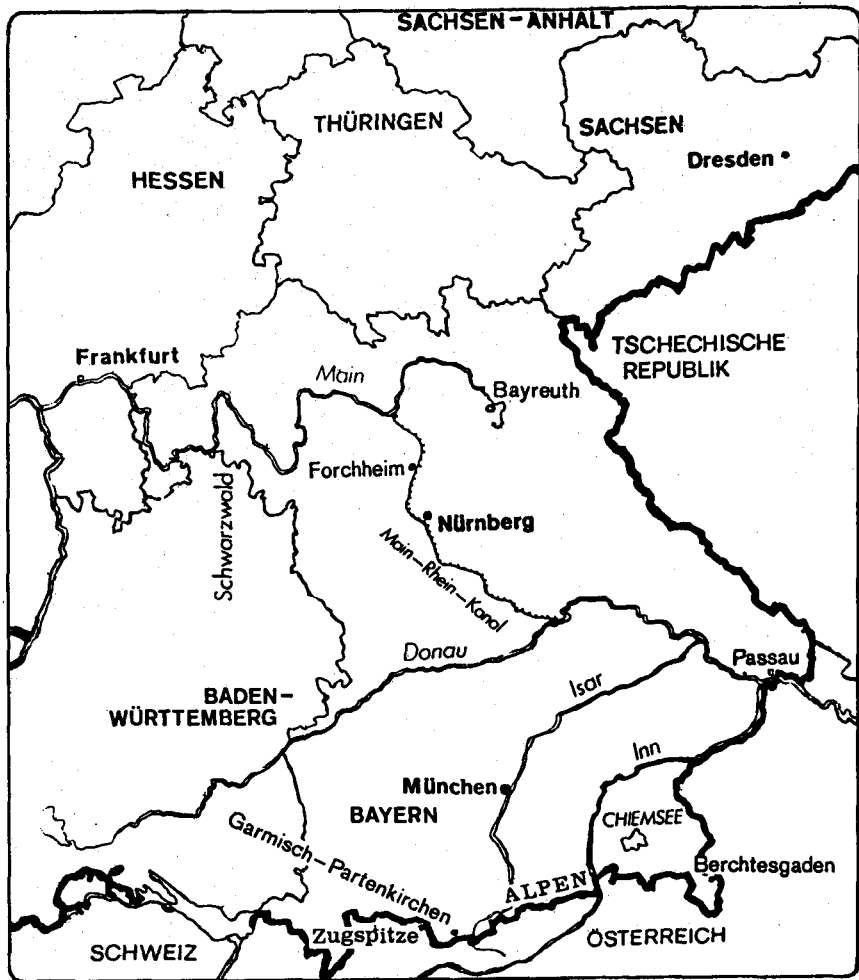 SACHSEN-ANHALT
THÜRINGEN
SACHSEN
Dresden
HESSEN
TSCHECHISCHE
REPUBLIK
Frankfurt
Main
Bayreuth
Forchheim
Schwarzwald
Nürnberg
Main-Rhein-Kanal
Donau
Passau
Isar
BADEN-
WÜRTTEMBERG
Inn
München
BAYERN
CHIEMSEE
Garmisch-Partenkirchen
Berchtesgaden
ALPEN
Zugspitze
ÖSTERREICH
SCHWEIZ